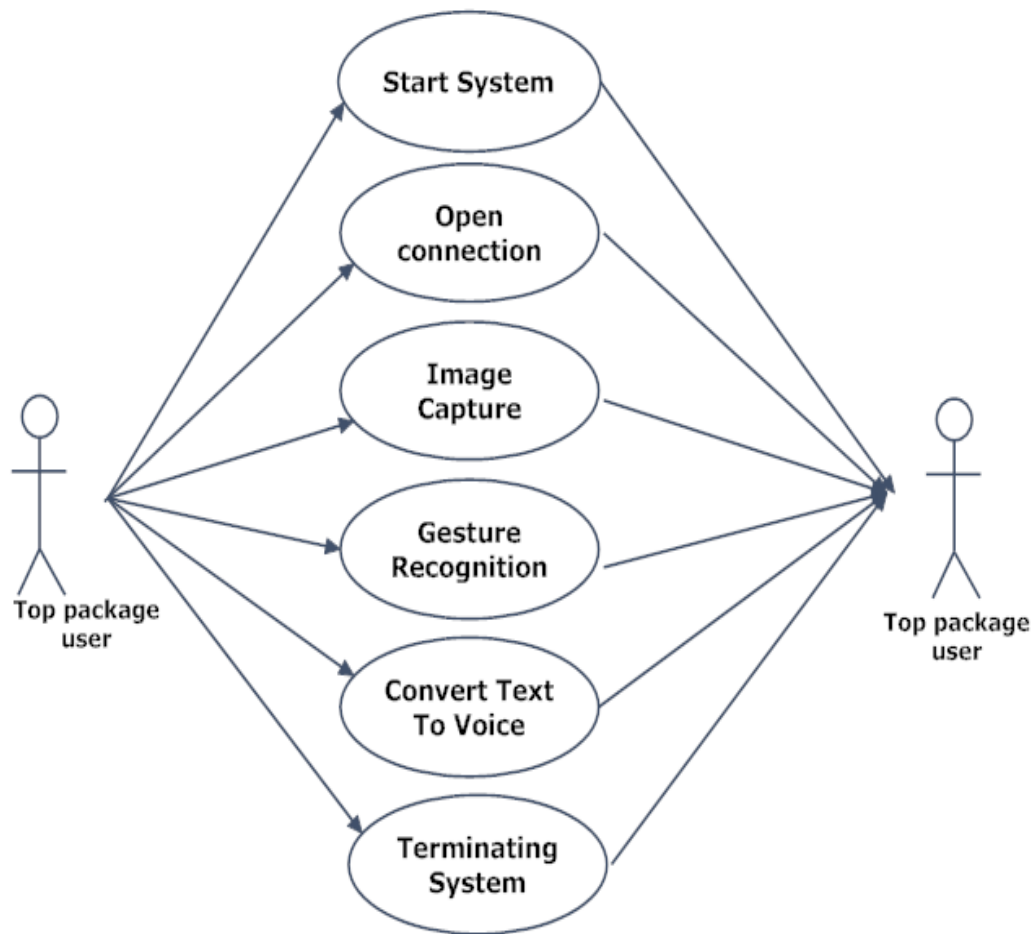 Start System
Open
connection
Image
Capture
Gesture
Recognition
Top package
user
Top package
user
Convert Text
To Voice
Terminating
System